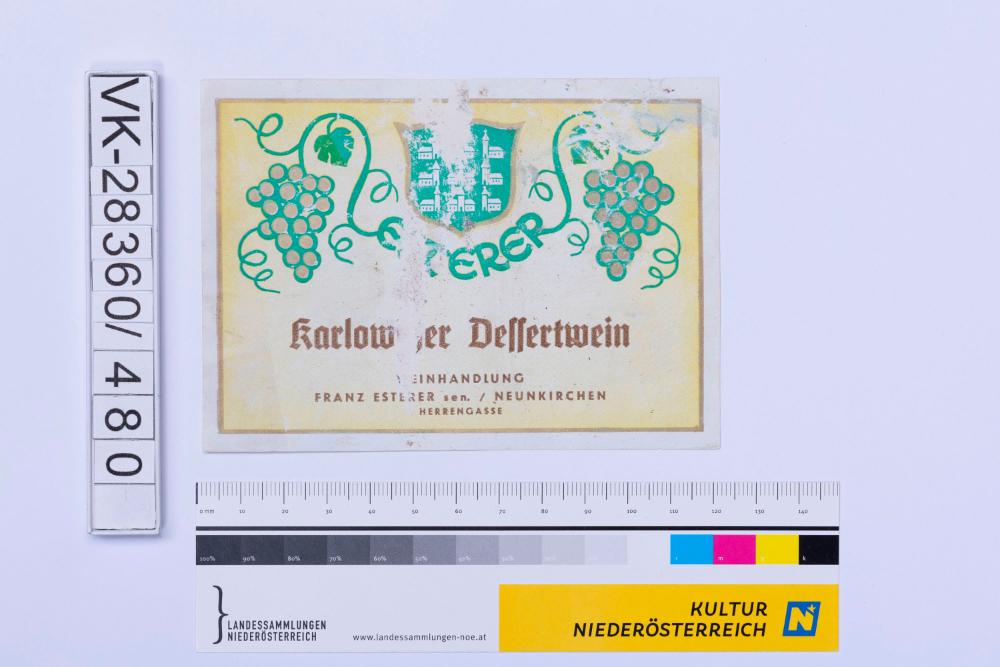 VK-28360/480
ESTERER
Karlow er Dessertwein
EINHANDLUNG
FRANZ ESTERER sen. / NEUNKIRCHEN
HERRENGASSE
0 mm 10 20 30 40 50 60 70 80 90 100 110 120 130 140
100% 90% 80% 70% 60% 50% 40% 30% c m y k
LANDESSAMMLUNGEN
NIEDERÖSTERREICH
www.landessammlungen-noe.at
KULTUR
NIEDERÖSTERREICH
N